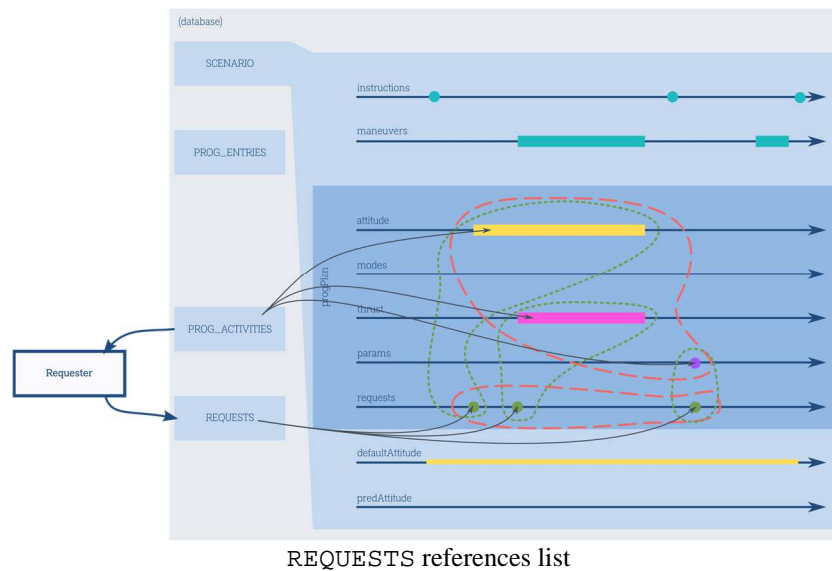 (database)
SCENARIO
instructions
maneuvers
PROG_ENTRIES
attitude
modes
progPlan
thrust
PROG_ACTIVITIES
Requester
params
requests
REQUESTS
defaultAttitude
predAttitude
REQUESTS references list